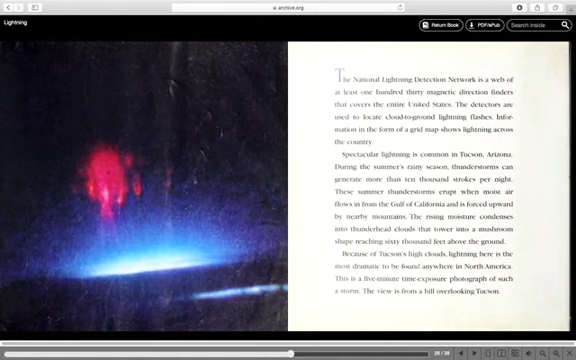 archive.org
Lightning
Return Book
PDF/ePub
Search inside
The National Lightning Detection Network is a web of
at least one hundred thirty magnetic direction finders
that covers the entire United States. The detectors are
used to locate cloud-to-ground lightning flashes. Infor-
mation in the form of a grid map shows lightning across
the country.
Spectacular lightning is common in Tucson, Arizona.
During the summer's rainy season, thunderstorms can
generate more than ten thousand strokes per night.
These summer thunderstorms erupt when moist air
flows in from the Gulf of California and is forced upward
by nearby mountains. The rising moisture condenses
into thunderhead clouds that tower into a mushroom
shape reaching sixty thousand feet above the ground.
Because of Tucson's high clouds, lightning here is the
most dramatic to be found anywhere in North America.
This is a five-minute time-exposure photograph of such
a storm. The view is from a hill overlooking Tucson.
25 / 38